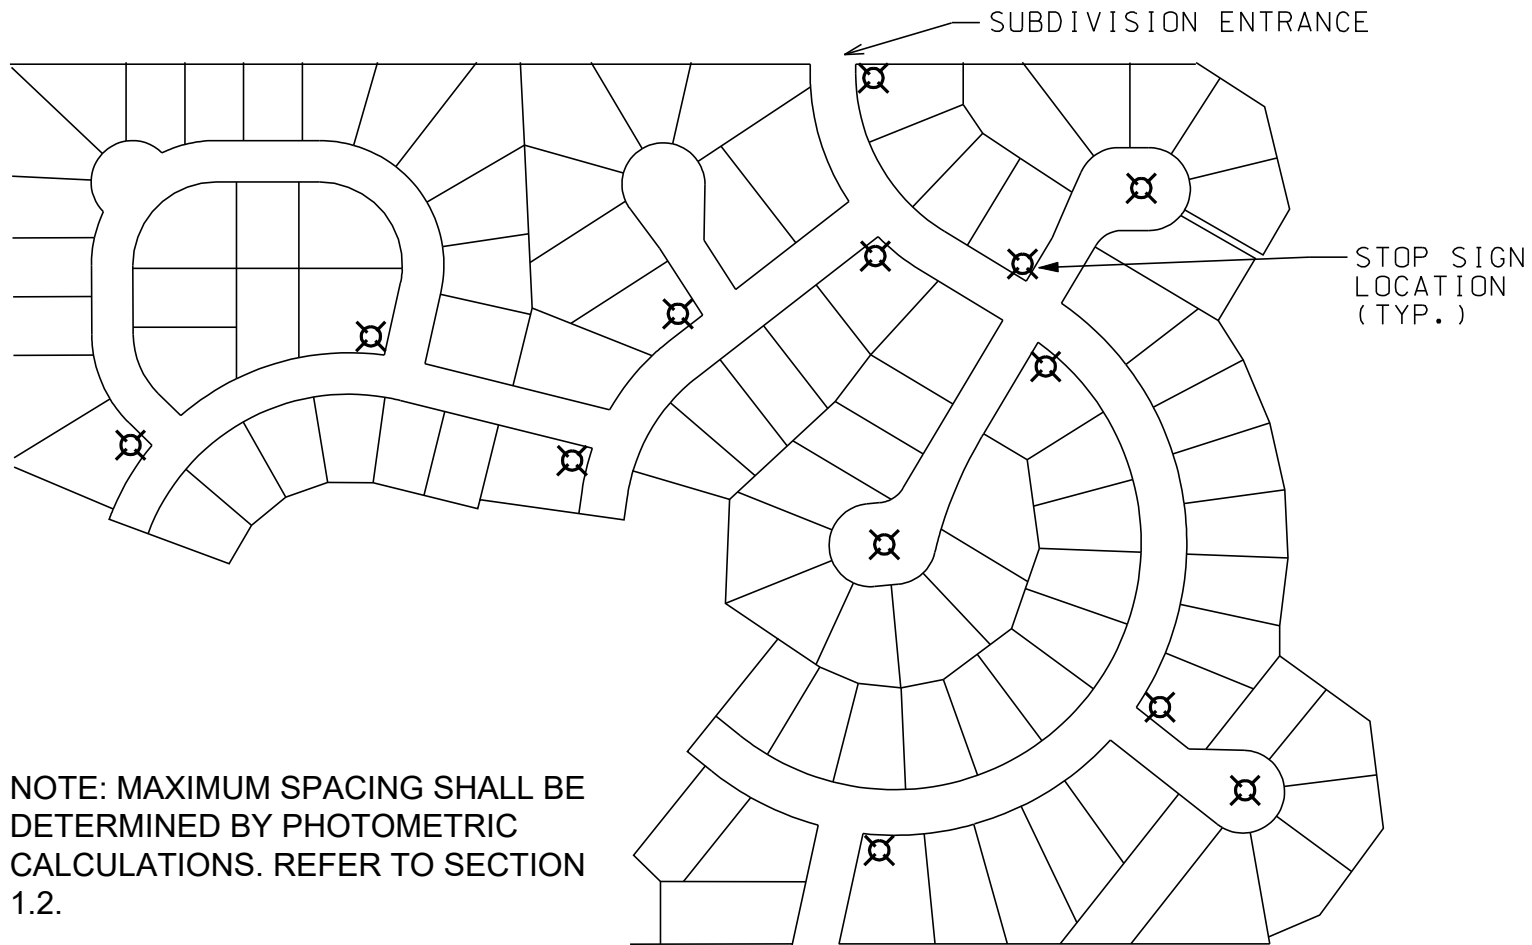 SUBDIVISION ENTRANCE
STOP SIGN
LOCATION
(TYP.)
NOTE: MAXIMUM SPACING SHALL BE
DETERMINED BY PHOTOMETRIC
CALCULATIONS. REFER TO SECTION
1.2.